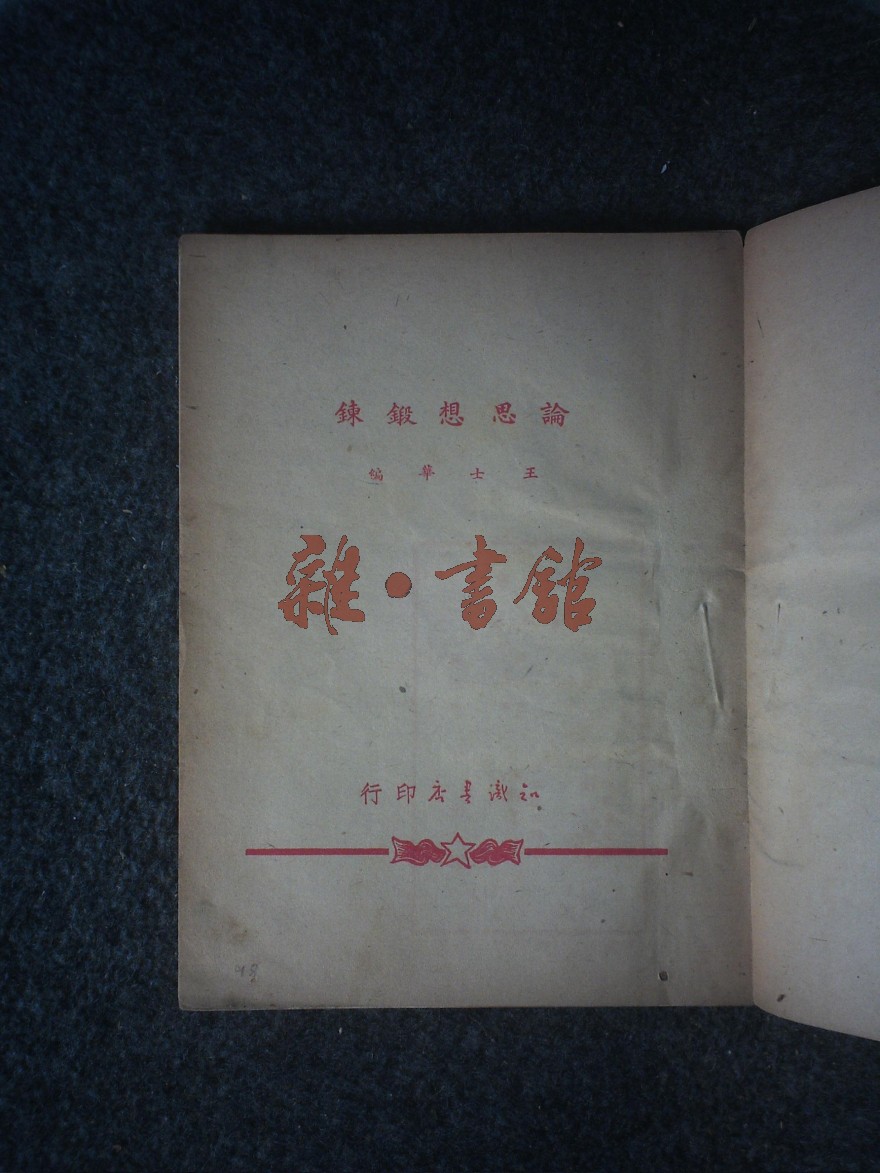 論思想鍛鍊
王士華編
雜·書館
知識書店印行